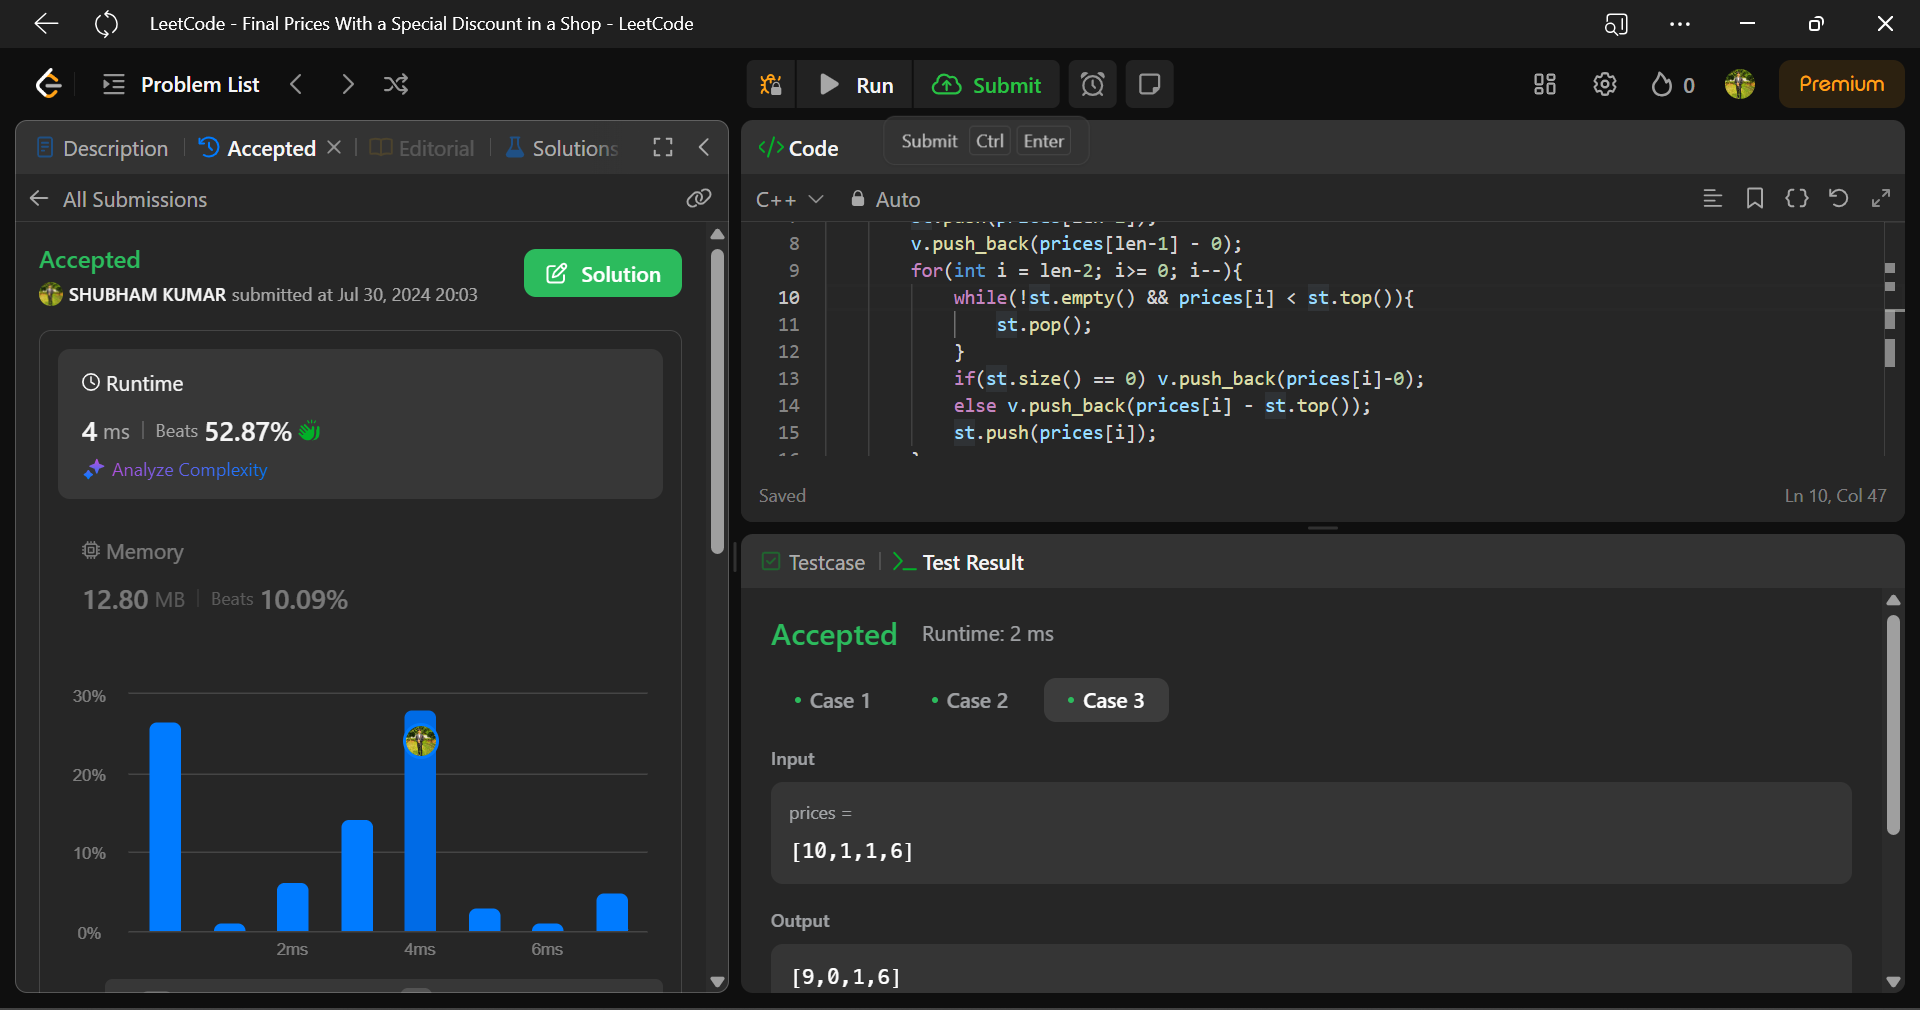 LeetCode - Final Prices With a Special Discount in a Shop - LeetCode
Problem List
Run
Submit
0
Premium
Description
Accepted
Editorial
Solutions
All Submissions
Accepted
Solution
SHUBHAM KUMAR submitted at Jul 30, 2024 20:03
Runtime
4 ms | Beats 52.87%
Analyze Complexity
Memory
12.80 MB | Beats 10.09%
30%
20%
10%
0%
2ms
4ms
6ms
</> Code
Submit Ctrl Enter
C++
Auto
8 v.push_back(prices[len-1] - 0);
9 for(int i = len-2; i>= 0; i--){
10 while(!st.empty() && prices[i] < st.top()){
11 st.pop();
12 }
13 if(st.size() == 0) v.push_back(prices[i]-0);
14 else v.push_back(prices[i] - st.top());
15 st.push(prices[i]);
Saved
Ln 10, Col 47
Testcase
>_ Test Result
Accepted
Runtime: 2 ms
• Case 1
• Case 2
• Case 3
Input
prices =
[10,1,1,6]
Output
[9,0,1,6]